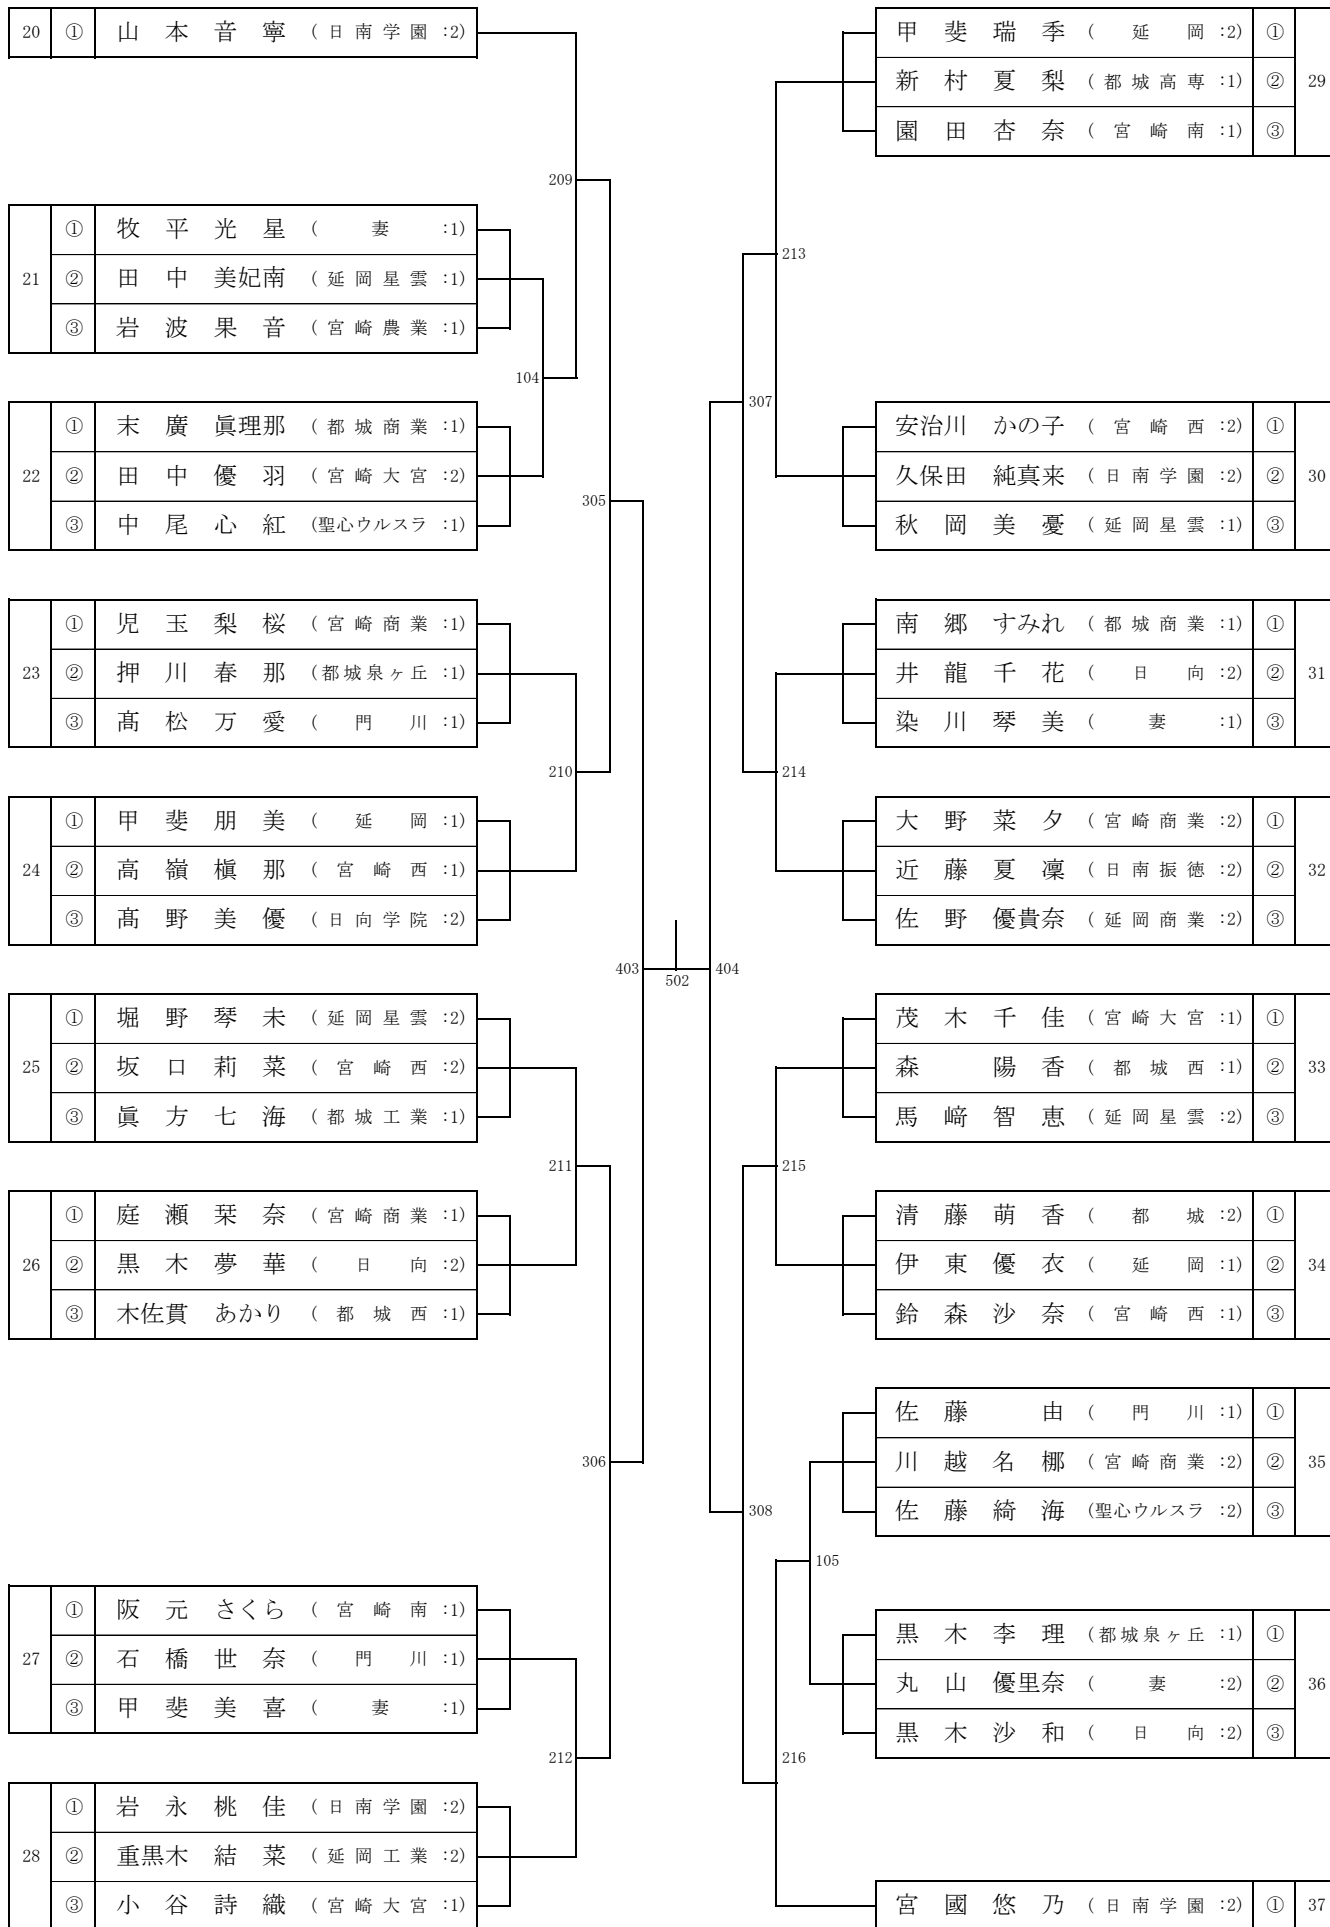 20 ① 山本音寧 (日南学園:2)
209
21
① 牧平光星 (妻:1)
② 田中美妃南 (延岡星雲:1)
③ 岩波果音 (宮崎農業:1)
104
22
① 末廣眞理那 (都城商業:1)
② 田中優羽 (宮崎大宮:2)
③ 中尾心紅 (聖心ウルスラ:1)
305
23
① 児玉梨桜 (宮崎商業:1)
② 押川春那 (都城泉ヶ丘:1)
③ 髙松万愛 (門川:1)
210
24
① 甲斐朋美 (延岡:1)
② 高嶺槇那 (宮崎西:1)
③ 髙野美優 (日向学院:2)
403
502
404
25
① 堀野琴未 (延岡星雲:2)
② 坂口莉菜 (宮崎西:2)
③ 眞方七海 (都城工業:1)
211
26
① 庭瀬栞奈 (宮崎商業:1)
② 黒木夢華 (日向:2)
③ 木佐貫あかり (都城西:1)
306
27
① 阪元さくら (宮崎南:1)
② 石橋世奈 (門川:1)
③ 甲斐美喜 (妻:1)
212
28
① 岩永桃佳 (日南学園:2)
② 重黒木結菜 (延岡工業:2)
③ 小谷詩織 (宮崎大宮:1)
甲斐瑞季 (延岡:2) ①
新村夏梨 (都城高専:1) ②
園田杏奈 (宮崎南:1) ③
29
213
307
安治川かの子 (宮崎西:2) ①
久保田純真来 (日南学園:2) ②
秋岡美憂 (延岡星雲:1) ③
30
南郷すみれ (都城商業:1) ①
井龍千花 (日向:2) ②
染川琴美 (妻:1) ③
31
214
大野菜夕 (宮崎商業:2) ①
近藤夏凜 (日南振徳:2) ②
佐野優貴奈 (延岡商業:2) ③
32
茂木千佳 (宮崎大宮:1) ①
森陽香 (都城西:1) ②
馬﨑智恵 (延岡星雲:2) ③
33
215
清藤萌香 (都城:2) ①
伊東優衣 (延岡:1) ②
鈴森沙奈 (宮崎西:1) ③
34
佐藤由 (門川:1) ①
川越名梛 (宮崎商業:2) ②
佐藤綺海 (聖心ウルスラ:2) ③
35
308
105
黒木李理 (都城泉ヶ丘:1) ①
丸山優里奈 (妻:2) ②
黒木沙和 (日向:2) ③
36
216
宮國悠乃 (日南学園:2) ① 37